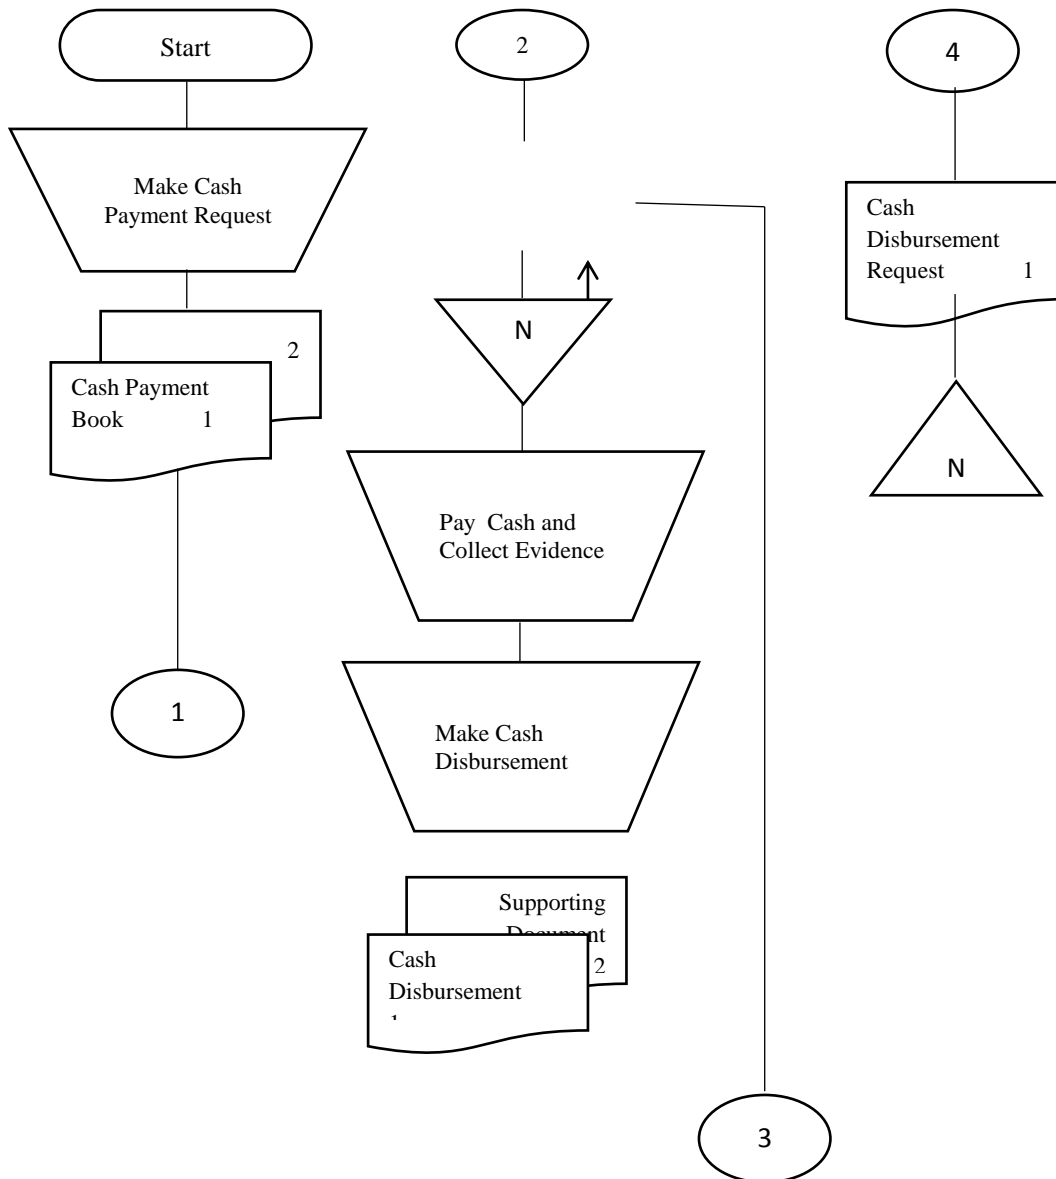 Start
Make Cash
Payment Request
2
Cash Payment
Book 1
1
2
N
Pay Cash and
Collect Evidence
Make Cash
Disbursement
Supporting
Document
2
Cash
Disbursement
3
4
Cash
Disbursement
Request 1
N